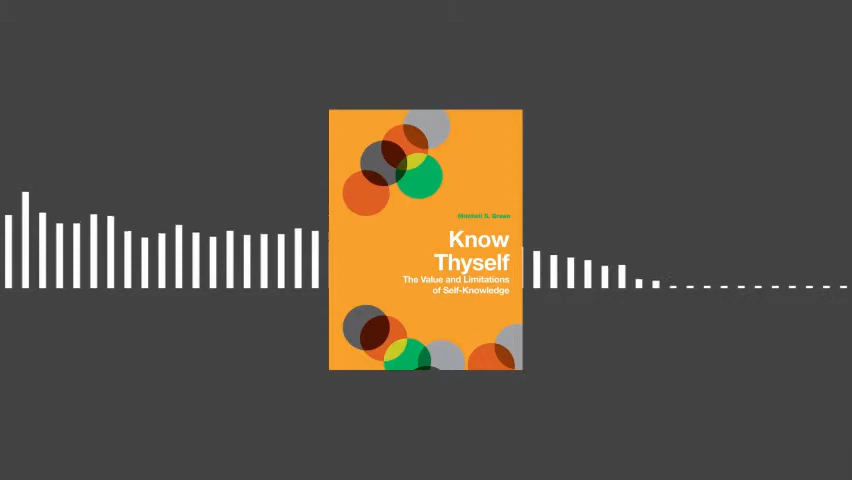 Mitchell S. Green
Know
Thyself
The Value and Limitations
of Self-Knowledge